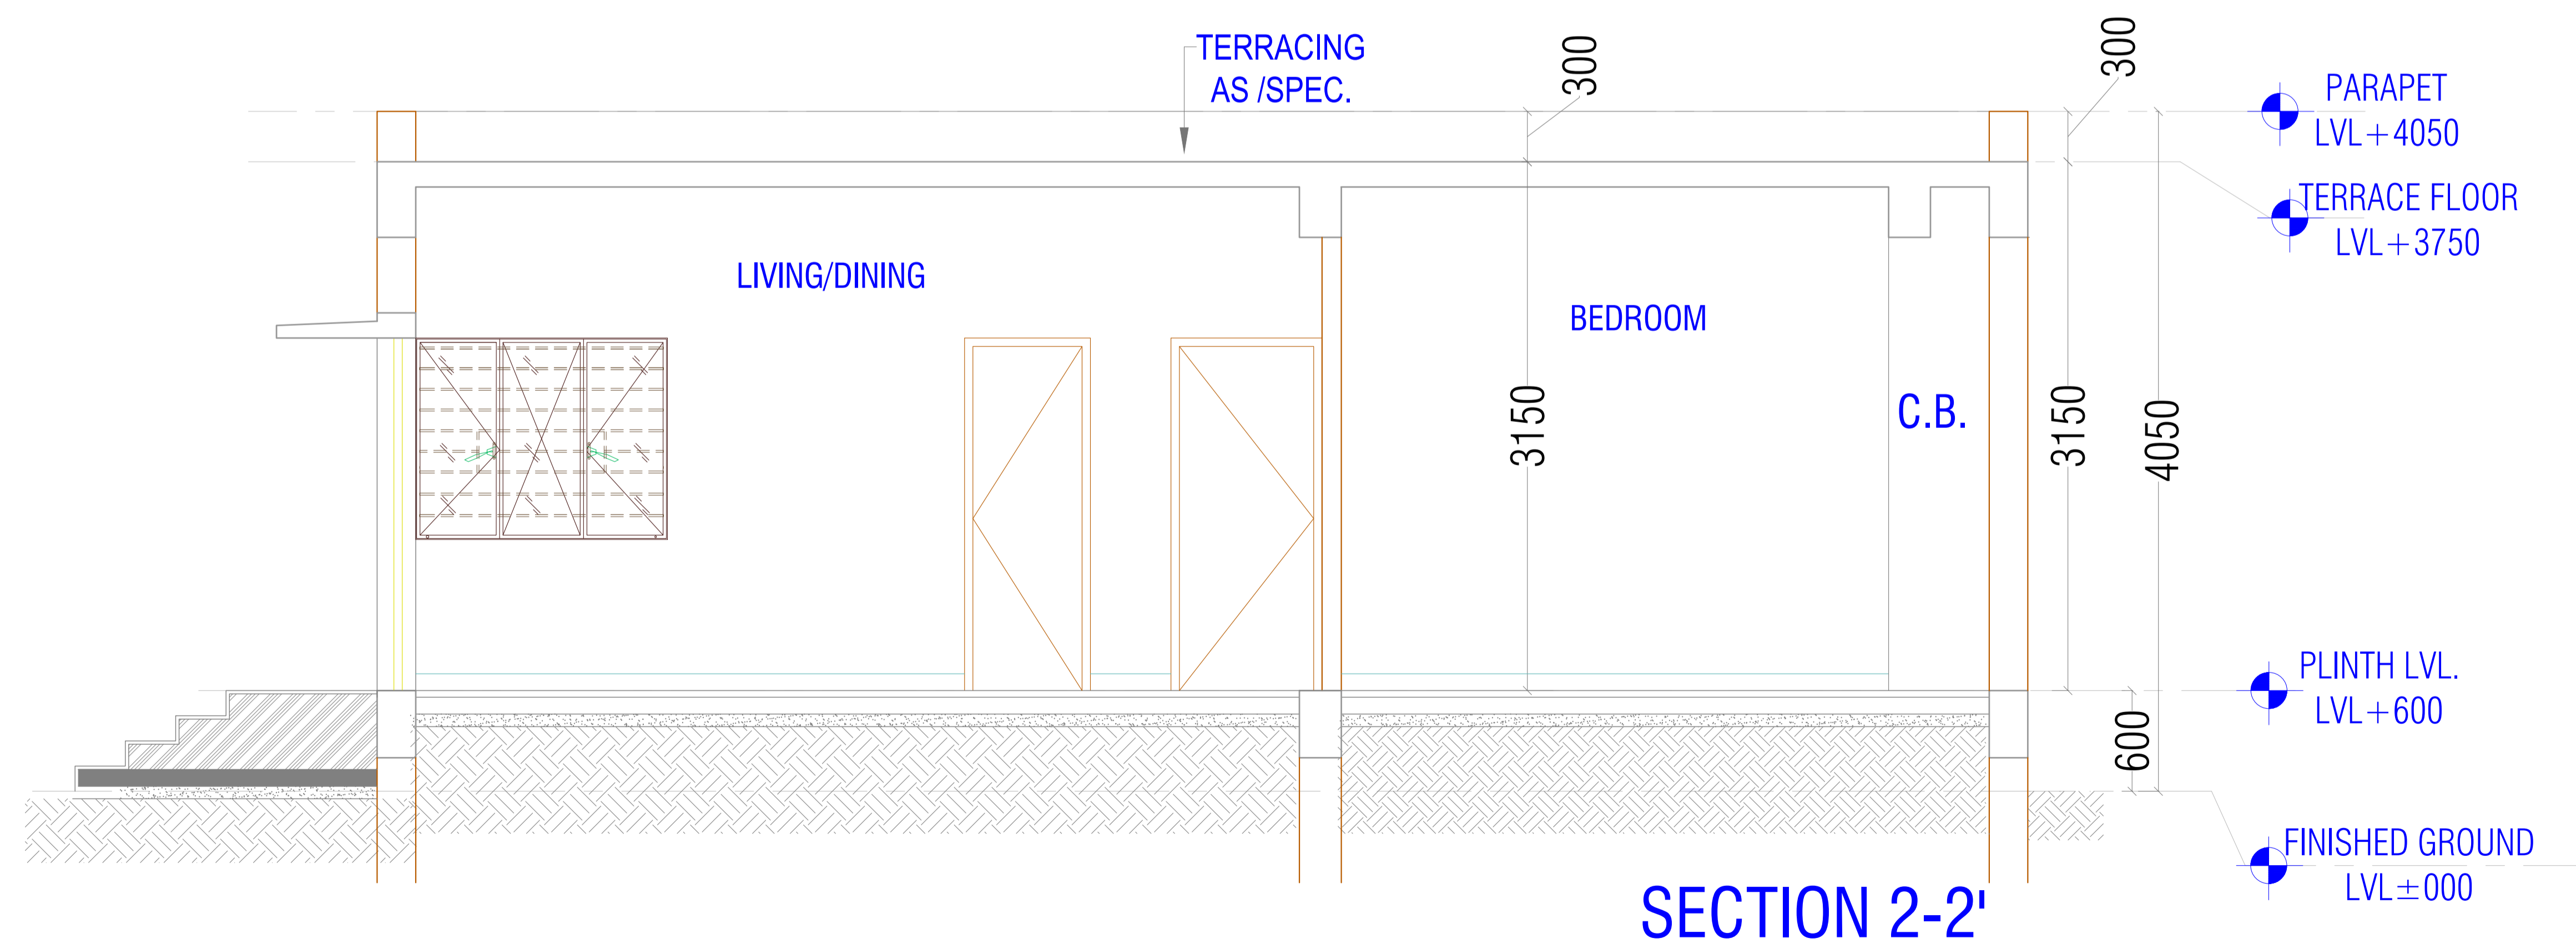 TERRACING
AS /SPEC.
300
300
PARAPET
LVL+4050
TERRACE FLOOR
LVL+3750
LIVING/DINING
BEDROOM
C.B.
3150
3150
4050
PLINTH LVL.
LVL+600
600
FINISHED GROUND
LVL±000
SECTION 2-2'